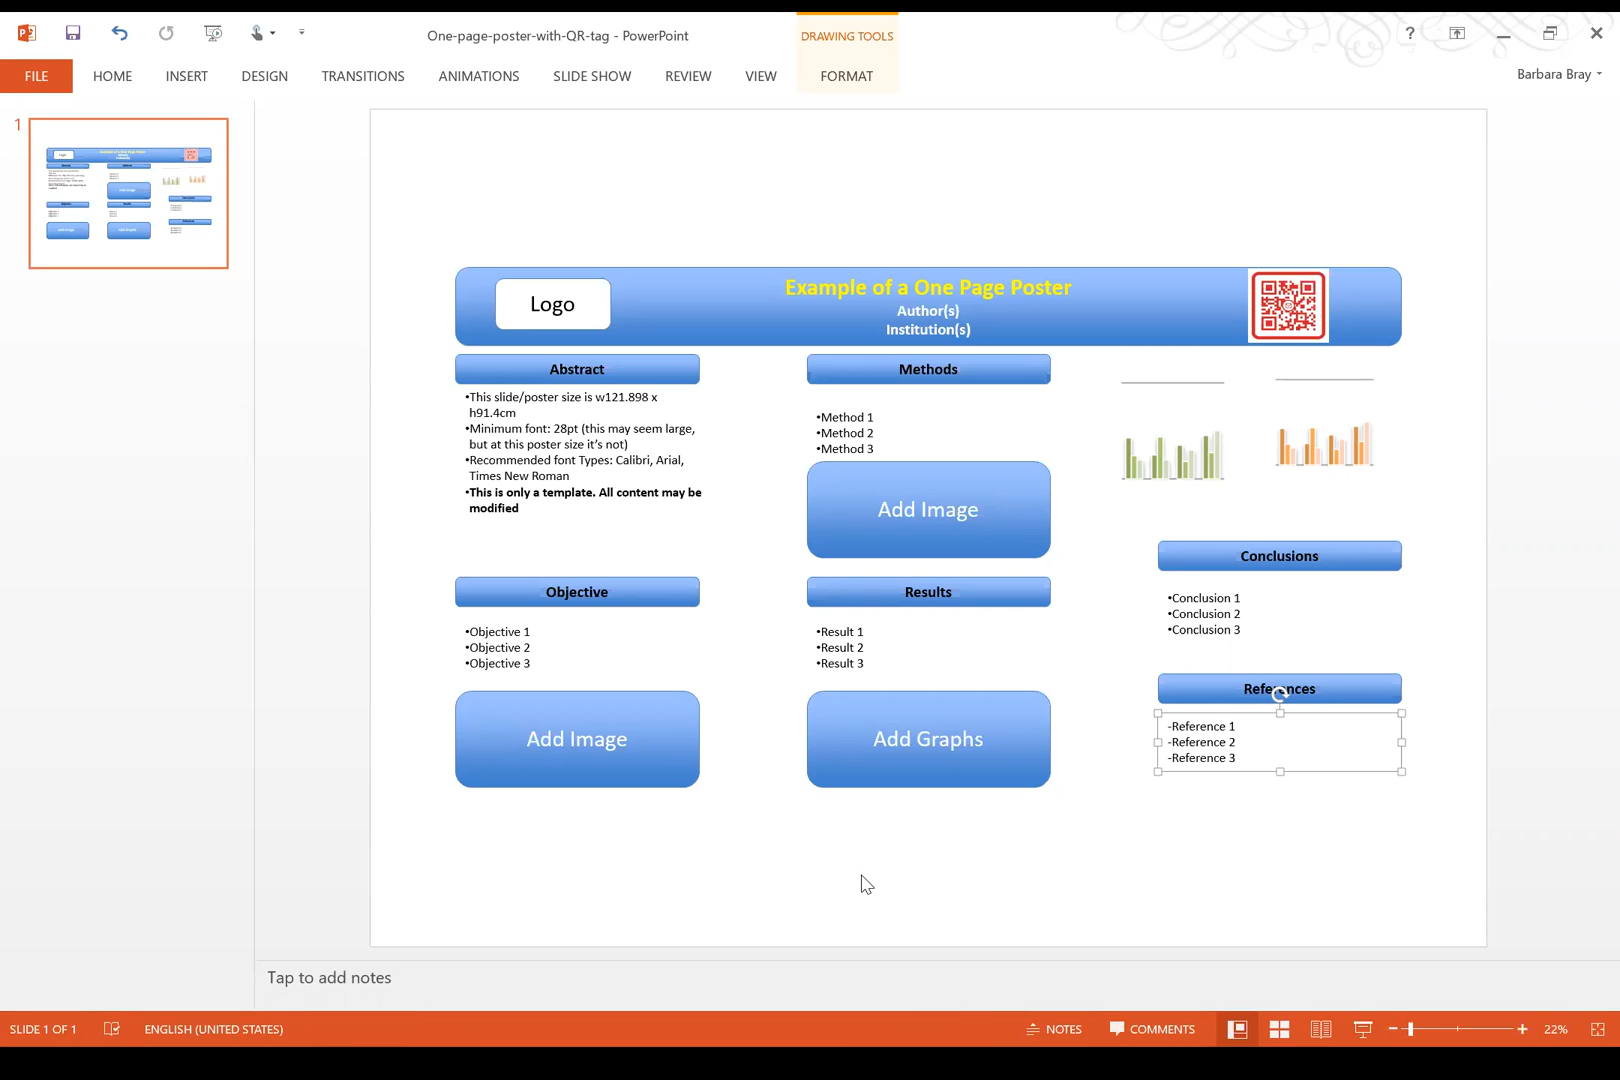 One-page-poster-with-QR-tag - PowerPoint
DRAWING TOOLS
?
FILE
HOME
INSERT
DESIGN
TRANSITIONS
ANIMATIONS
SLIDE SHOW
REVIEW
VIEW
FORMAT
Barbara Bray
1
Logo
Example of a One Page Poster
Author(s)
Institution(s)
Abstract
•This slide/poster size is w121.898 x
h91.4cm
•Minimum font: 28pt (this may seem large,
but at this poster size it’s not)
•Recommended font Types: Calibri, Arial,
Times New Roman
•This is only a template. All content may be
modified
Objective
•Objective 1
•Objective 2
•Objective 3
Add Image
Methods
•Method 1
•Method 2
•Method 3
Add Image
Results
•Result 1
•Result 2
•Result 3
Add Graphs
Conclusions
•Conclusion 1
•Conclusion 2
•Conclusion 3
References
-Reference 1
-Reference 2
-Reference 3
Tap to add notes
SLIDE 1 OF 1
ENGLISH (UNITED STATES)
NOTES
COMMENTS
22%